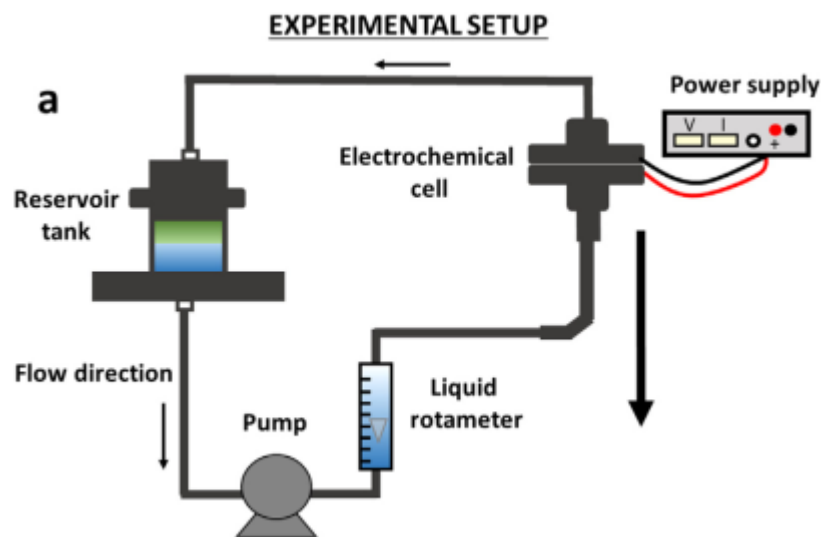 EXPERIMENTAL SETUP
a
Power supply
V I
+
Electrochemical
cell
Reservoir
tank
Flow direction
Liquid
rotameter
Pump